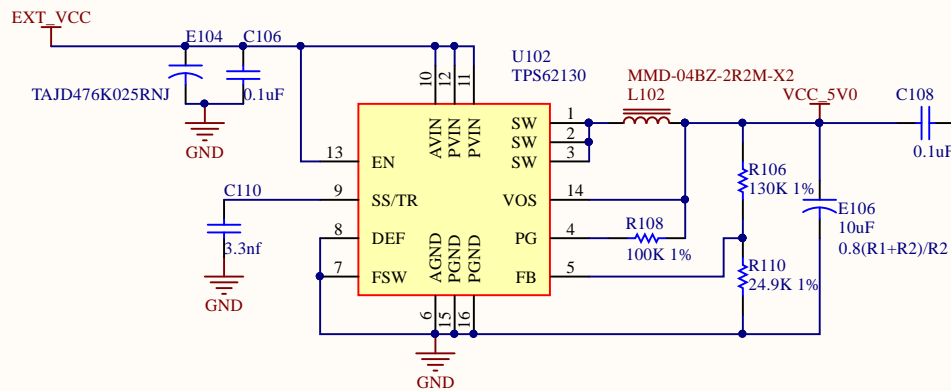 EXT_VCC
E104
C106
TAJD476K025RNJ
0.1uF
GND
U102
TPS62130
10
12
11
AVIN
PVIN
PVIN
13
EN
9
SS/TR
8
DEF
7
FSW
AGND
PGND
PGND
6
15
16
GND
SW
1
SW
2
SW
3
VOS
14
PG
4
FB
5
C110
3.3nf
GND
MMD-04BZ-2R2M-X2
L102
VCC_5V0
C108
0.1uF
R106
130K 1%
R108
100K 1%
E106
10uF
0.8(R1+R2)/R2
R110
24.9K 1%